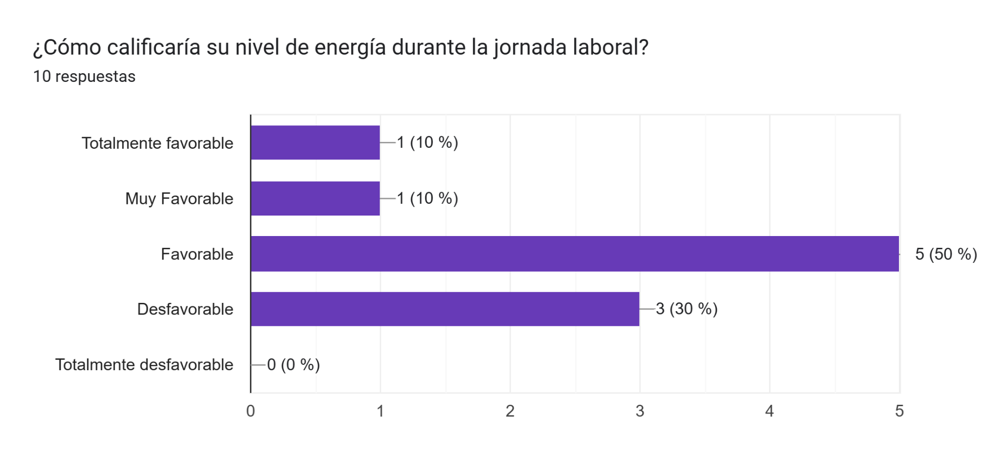 ¿Cómo calificaría su nivel de energía durante la jornada laboral?
10 respuestas
Totalmente favorable 1 (10 %)
Muy Favorable 1 (10 %)
Favorable 5 (50 %)
Desfavorable 3 (30 %)
Totalmente desfavorable 0 (0 %)
0 1 2 3 4 5